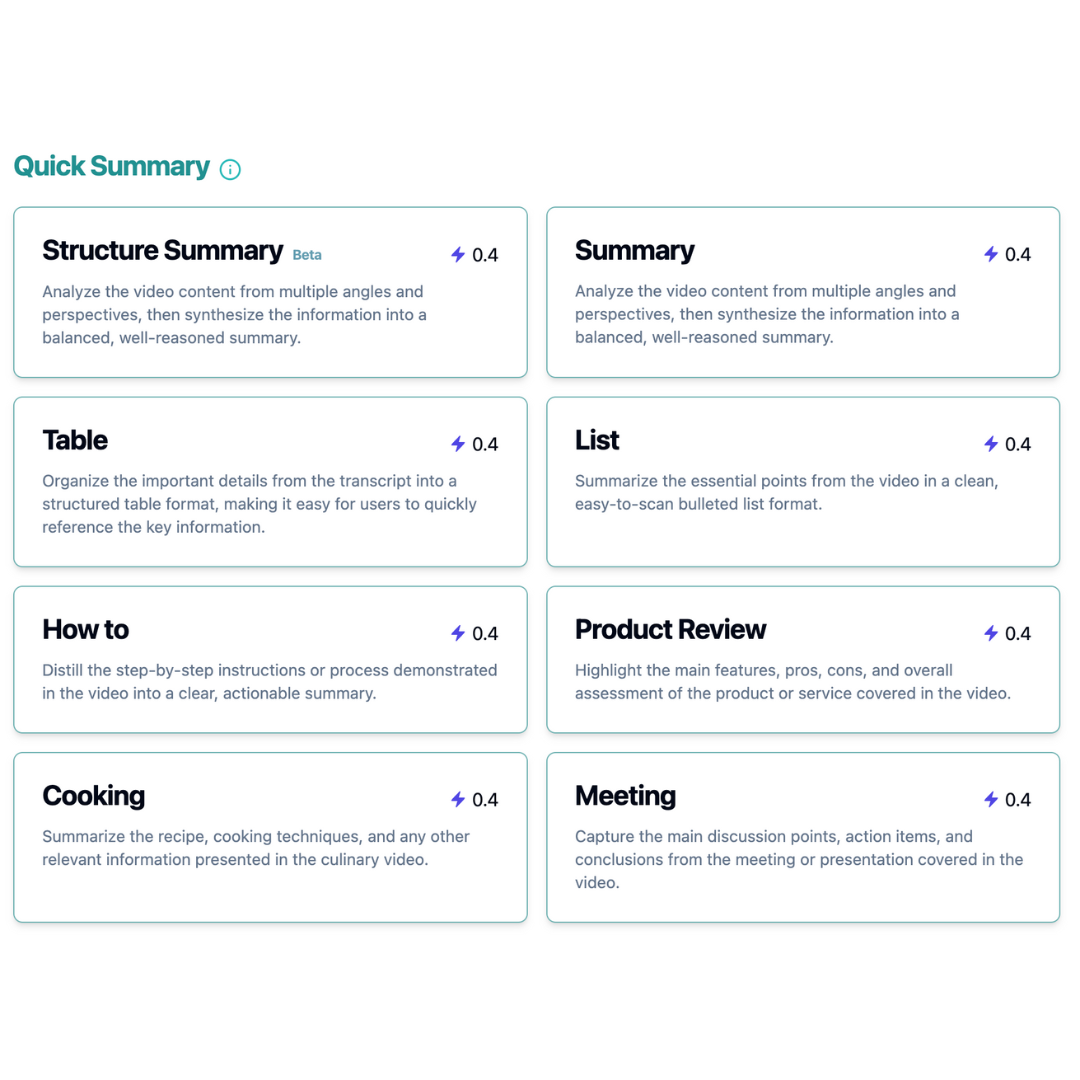 Quick Summary
Structure Summary Beta 0.4
Analyze the video content from multiple angles and
perspectives, then synthesize the information into a
balanced, well-reasoned summary.
Summary 0.4
Analyze the video content from multiple angles and
perspectives, then synthesize the information into a
balanced, well-reasoned summary.
Table 0.4
Organize the important details from the transcript into a
structured table format, making it easy for users to quickly
reference the key information.
List 0.4
Summarize the essential points from the video in a clean,
easy-to-scan bulleted list format.
How to 0.4
Distill the step-by-step instructions or process demonstrated
in the video into a clear, actionable summary.
Product Review 0.4
Highlight the main features, pros, cons, and overall
assessment of the product or service covered in the video.
Cooking 0.4
Summarize the recipe, cooking techniques, and any other
relevant information presented in the culinary video.
Meeting 0.4
Capture the main discussion points, action items, and
conclusions from the meeting or presentation covered in the
video.